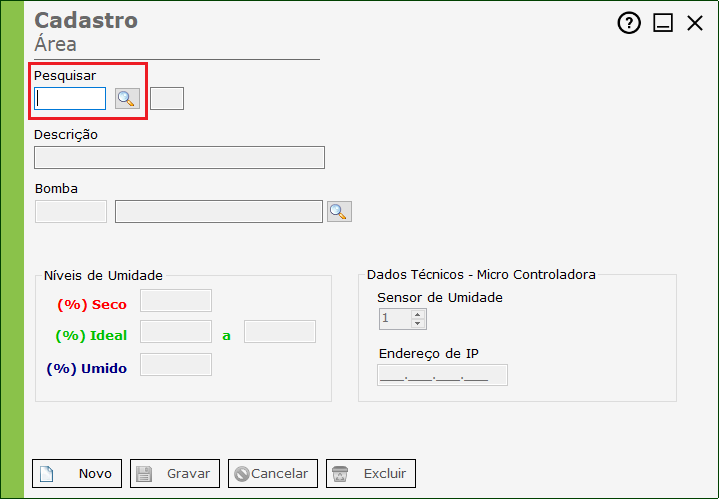 Cadastro
Área
Pesquisar
Descrição
Bomba
Níveis de Umidade
(%) Seco
(%) Ideal a
(%) Umido
Dados Técnicos - Micro Controladora
Sensor de Umidade
1
Endereço de IP
___.___.___.___
Novo Gravar Cancelar Excluir